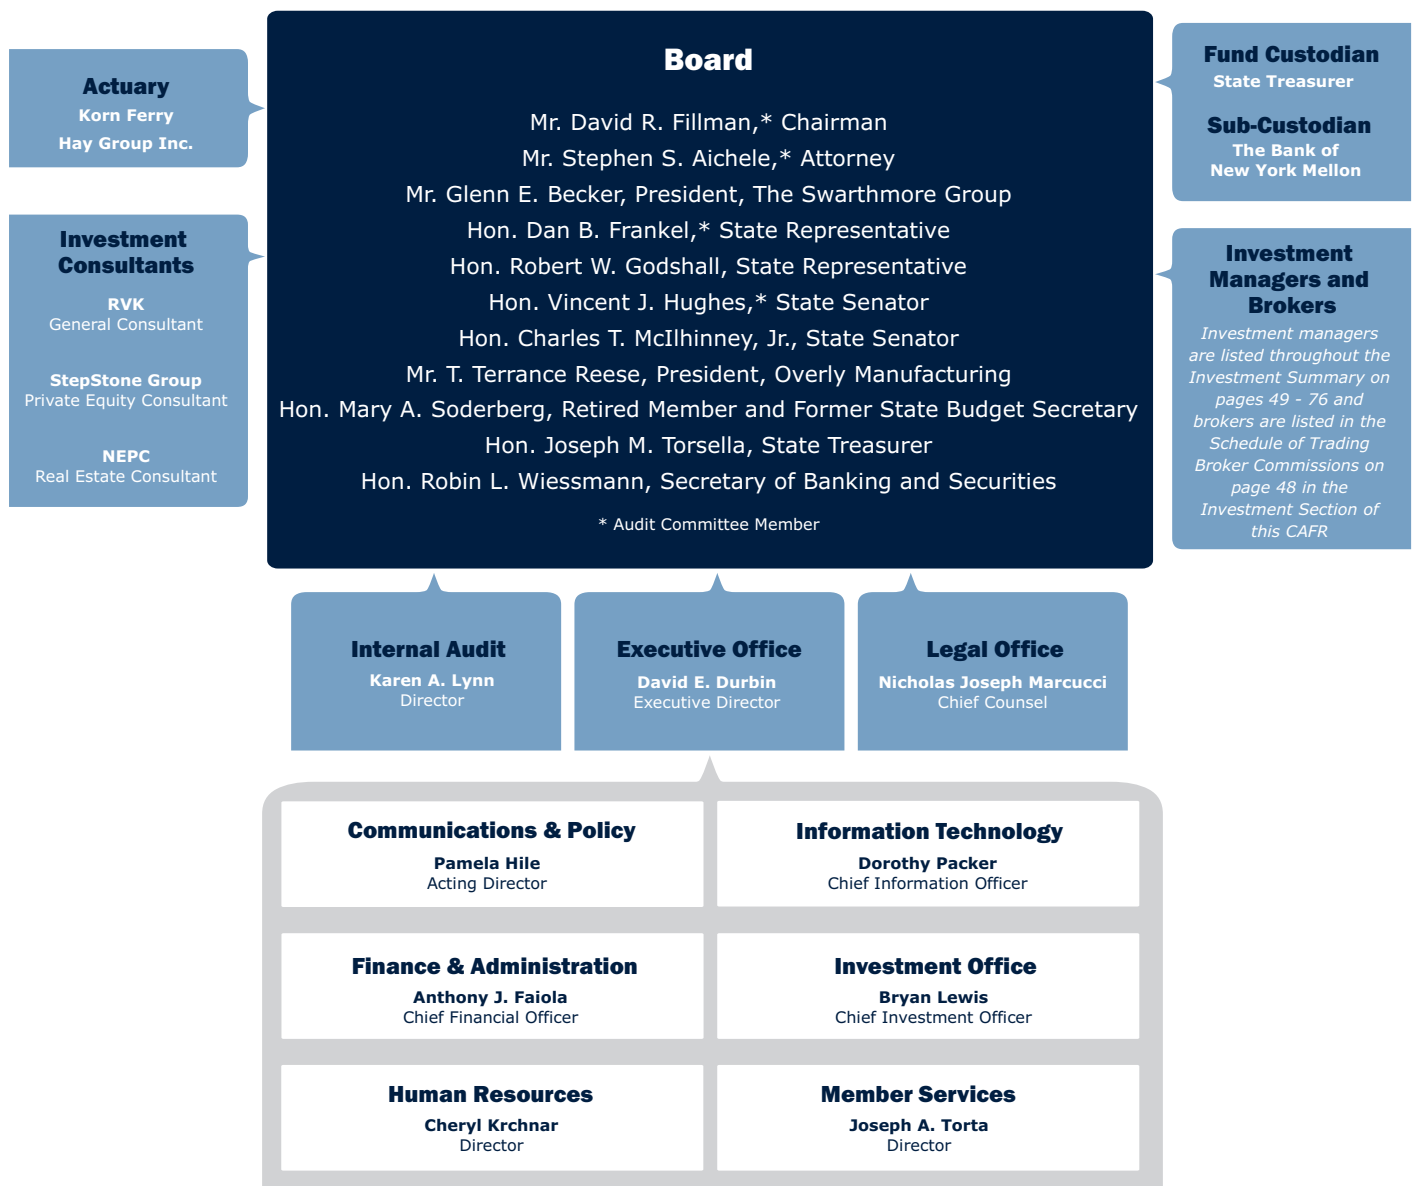 Board
Mr. David R. Fillman,* Chairman
Mr. Stephen S. Aichele,* Attorney
Mr. Glenn E. Becker, President, The Swarthmore Group
Hon. Dan B. Frankel,* State Representative
Hon. Robert W. Godshall, State Representative
Hon. Vincent J. Hughes,* State Senator
Hon. Charles T. McIlhinney, Jr., State Senator
Mr. T. Terrance Reese, President, Overly Manufacturing
Hon. Mary A. Soderberg, Retired Member and Former State Budget Secretary
Hon. Joseph M. Torsella, State Treasurer
Hon. Robin L. Wiessmann, Secretary of Banking and Securities
* Audit Committee Member
Actuary
Korn Ferry
Hay Group Inc.
Investment
Consultants
RVK
General Consultant
StepStone Group
Private Equity Consultant
NEPC
Real Estate Consultant
Fund Custodian
State Treasurer
Sub-Custodian
The Bank of
New York Mellon
Investment
Managers and
Brokers
Investment managers
are listed throughout the
Investment Summary on
pages 49 - 76 and
brokers are listed in the
Schedule of Trading
Broker Commissions on
page 48 in the
Investment Section of
this CAFR
Internal Audit
Karen A. Lynn
Director
Executive Office
David E. Durbin
Executive Director
Legal Office
Nicholas Joseph Marcucci
Chief Counsel
Communications & Policy
Pamela Hile
Acting Director
Information Technology
Dorothy Packer
Chief Information Officer
Finance & Administration
Anthony J. Faiola
Chief Financial Officer
Investment Office
Bryan Lewis
Chief Investment Officer
Human Resources
Cheryl Krchnar
Director
Member Services
Joseph A. Torta
Director